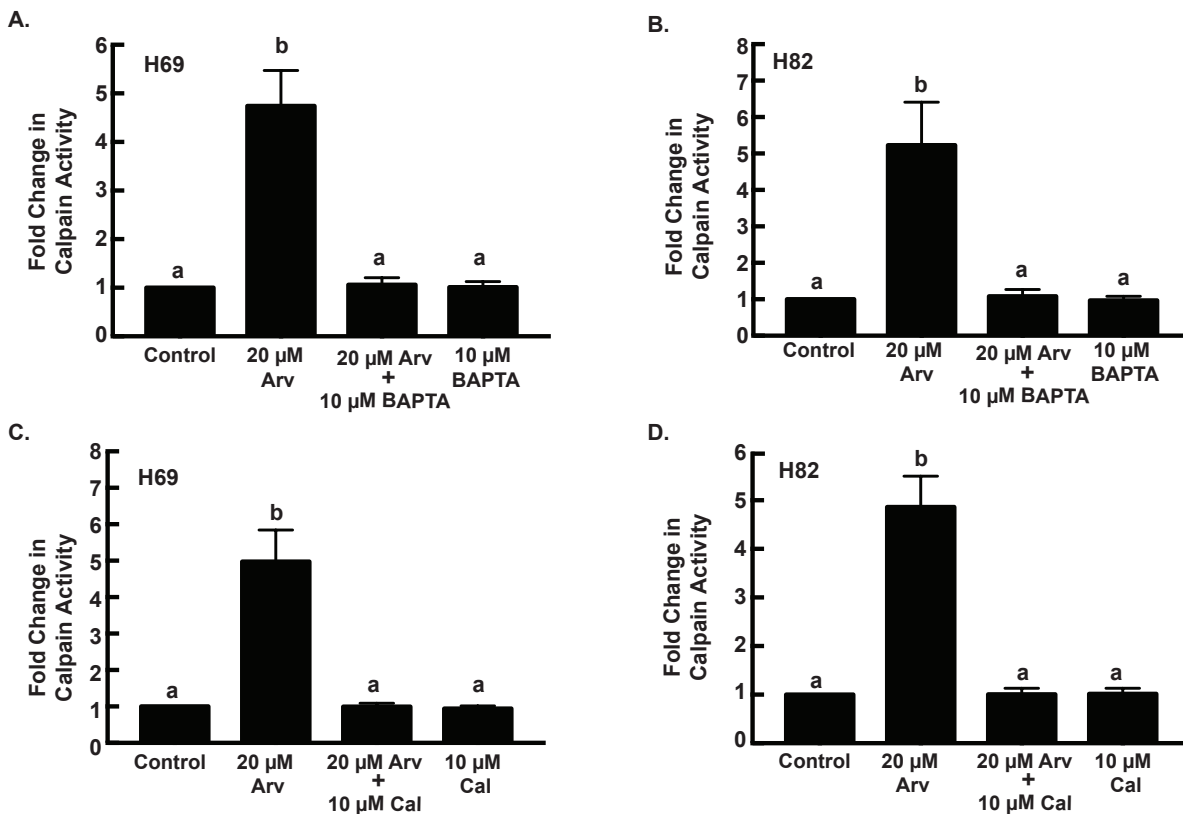 A.
H69
Fold Change in
Calpain Activity
6
5
4
3
2
1
0
a
b
a
a
Control
20 µM
Arv
20 µM Arv
+
10 µM BAPTA
10 µM
BAPTA
B.
H82
Fold Change in
Calpain Activity
8
7
6
5
4
3
2
1
0
a
b
a
a
Control
20 µM
Arv
20 µM Arv
+
10 µM BAPTA
10 µM
BAPTA
C.
H69
Fold Change in
Calpain Activity
8
7
6
5
4
3
2
1
0
a
b
a
a
Control
20 µM
Arv
20 µM Arv
+
10 µM Cal
10 µM
Cal
D.
H82
Fold Change in
Calpain Activity
6
5
4
3
2
1
0
a
b
a
a
Control
20 µM
Arv
20 µM Arv
+
10 µM Cal
10 µM
Cal